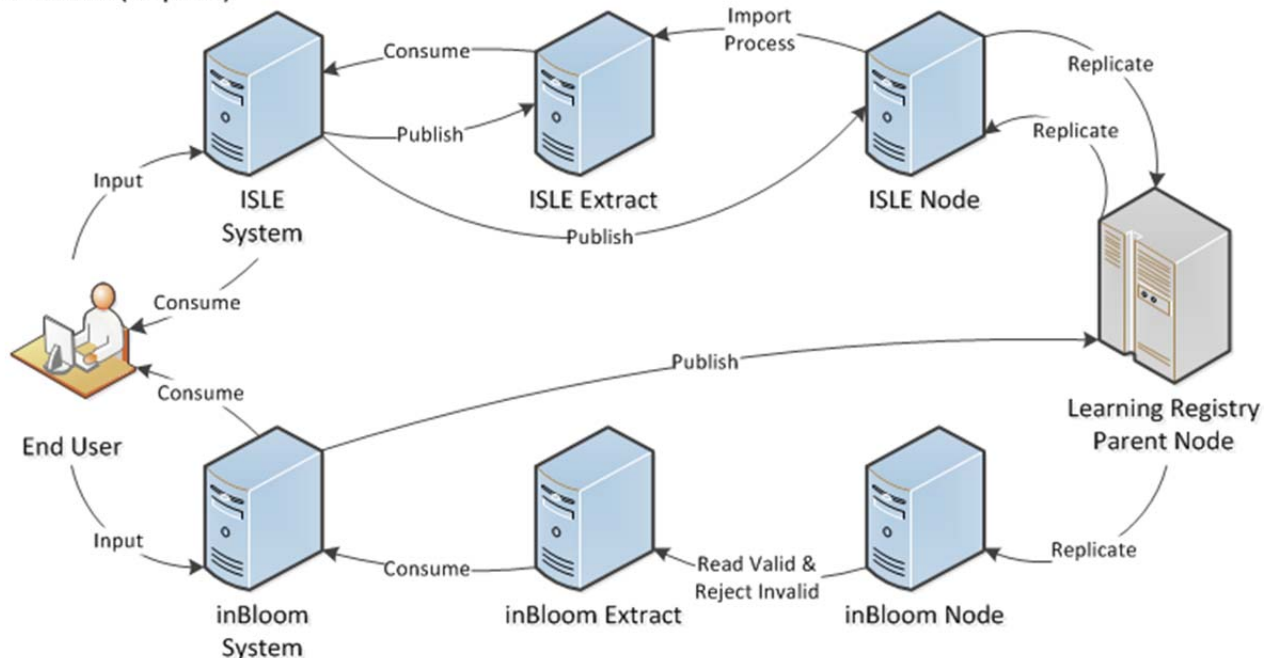 Import
Process
Consume
Replicate
Publish
Replicate
Input
ISLE
System
ISLE Extract
ISLE Node
Publish
Consume
Publish
Consume
Learning Registry
Parent Node
End User
Input
Consume
Read Valid &
Reject Invalid
Replicate
inBloom
System
inBloom Extract
inBloom Node